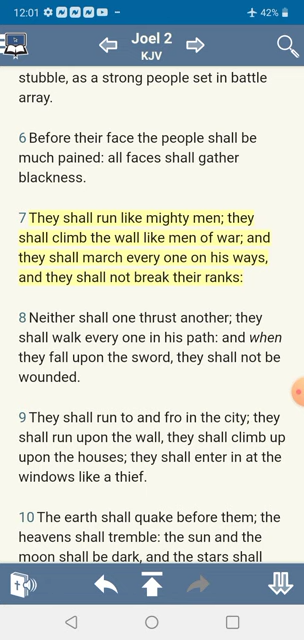 12:01
42%
Joel 2
KJV
stubble, as a strong people set in battle
array.
6 Before their face the people shall be
much pained: all faces shall gather
blackness.
7 They shall run like mighty men; they
shall climb the wall like men of war; and
they shall march every one on his ways,
and they shall not break their ranks:
8 Neither shall one thrust another; they
shall walk every one in his path: and when
they fall upon the sword, they shall not be
wounded.
9 They shall run to and fro in the city; they
shall run upon the wall, they shall climb up
upon the houses; they shall enter in at the
windows like a thief.
10 The earth shall quake before them; the
heavens shall tremble: the sun and the
moon shall be dark, and the stars shall